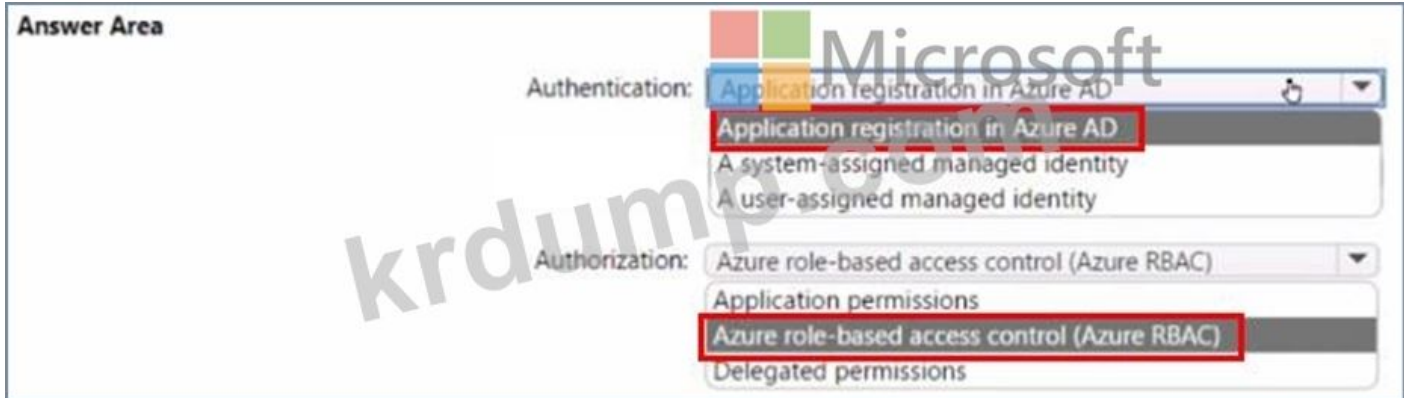 Answer Area
Microsoft
Authentication: Application registration in Azure AD
Application registration in Azure AD
A system-assigned managed identity
A user-assigned managed identity
krdump.com
Authorization: Azure role-based access control (Azure RBAC)
Application permissions
Azure role-based access control (Azure RBAC)
Delegated permissions